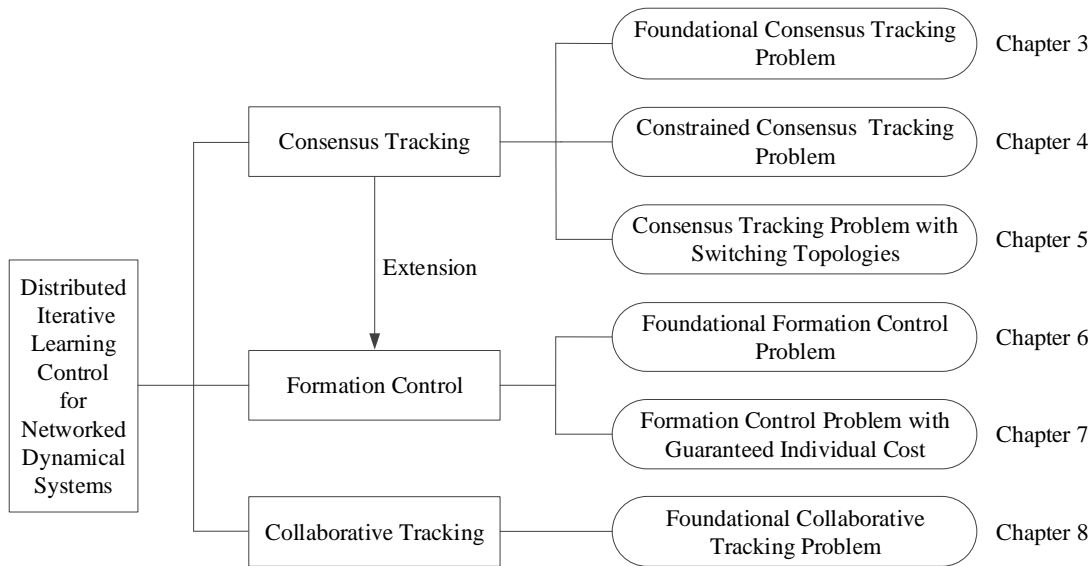 Foundational Consensus Tracking
Problem
Chapter 3
Consensus Tracking
Constrained Consensus Tracking
Problem
Chapter 4
Consensus Tracking Problem with
Switching Topologies
Chapter 5
Extension
Distributed
Iterative
Learning
Control
for
Networked
Dynamical
Systems
Formation Control
Foundational Formation Control
Problem
Chapter 6
Formation Control Problem with
Guaranteed Individual Cost
Chapter 7
Collaborative Tracking
Foundational Collaborative
Tracking Problem
Chapter 8